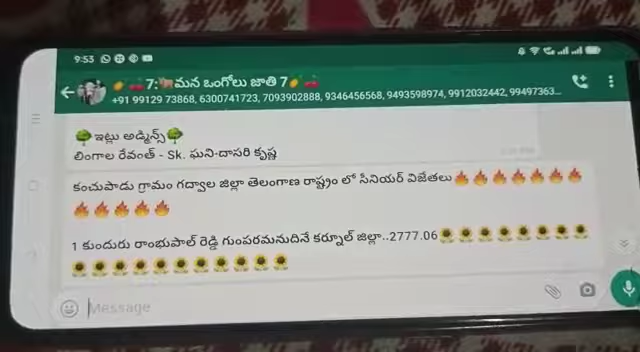 9:53
7:🐂మన ఒంగోలు జాతి 7
+91 99129 73868, 6300741723, 7093902888, 9346456568, 9493598974, 9912032442, 99497363...
🌳ఇట్లు అడ్మిన్స్🌳
లింగాల రేవంత్ - Sk. ఘని-దాసరి కృష్ణ
కంచుపాడు గ్రామం గద్వాల జిల్లా తెలంగాణ రాష్ట్రం లో సీనియర్ విజేతలు🔥🔥🔥🔥🔥🔥🔥
🔥🔥🔥🔥🔥
1 కుందురు రాంభుపాల్ రెడ్డి గుంపరమనుదినే కర్నూల్ జిల్లా..2777.06🌻🌻🌻🌻🌻🌻🌻🌻
🌻🌻🌻🌻🌻🌻🌻🌻🌻🌻🌻
Message